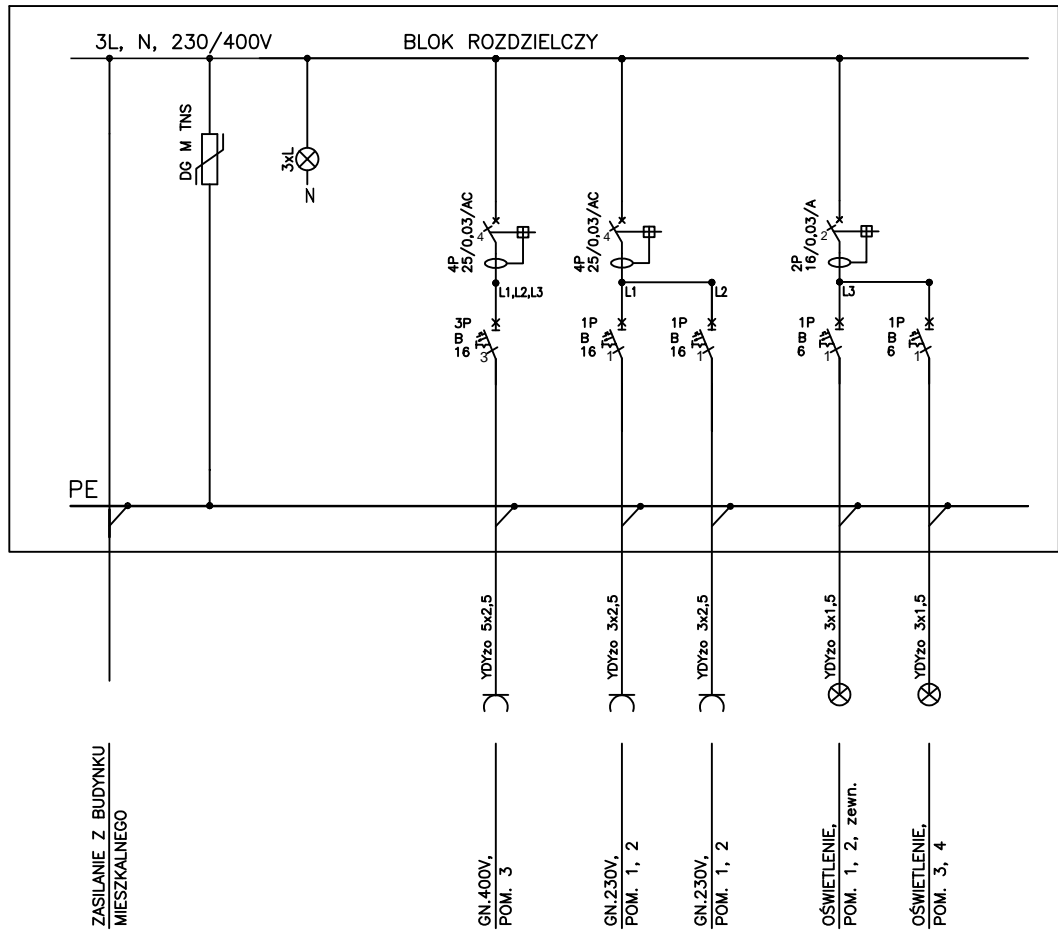 3L, N, 230/400V
BLOK ROZDZIELCZY
DG M TNS
3xL
N
4P
25/0,03/AC
4
4P
25/0,03/AC
4
2P
16/0,03/A
2
L1,L2,L3
L1
L2
L3
3P
B
16
3
1P
B
16
1
1P
B
16
1
1P
B
6
1
1P
B
6
1
PE
YDYżo 5x2,5
YDYżo 3x2,5
YDYżo 3x2,5
YDYżo 3x1,5
YDYżo 3x1,5
ZASILANIE Z BUDYNKU
MIESZKALNEGO
GN.400V,
POM. 3
GN.230V,
POM. 1, 2
GN.230V,
POM. 1, 2
OŚWIETLENIE,
POM. 1, 2, zewn.
OŚWIETLENIE,
POM. 3, 4